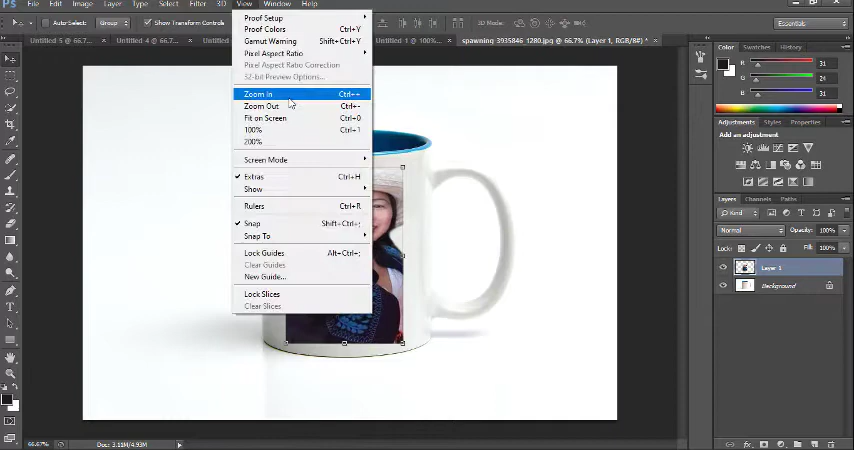 Ps File Edit Image Layer Type Select Filter 3D View Window Help
Auto-Select: Group Show Transform Controls 3D Mode: Essentials
Untitled-5 @ 66.7... × Untitled-4 @ 66.7... × Untitled-1 @ 100%... × spawning_3935846_1280.jpg @ 66.7% (Layer 1, RGB/8#) * ×
Proof Setup
Proof Colors Ctrl+Y
Gamut Warning Shift+Ctrl+Y
Pixel Aspect Ratio
Pixel Aspect Ratio Correction
32-bit Preview Options...
Zoom In Ctrl++
Zoom Out Ctrl+-
Fit on Screen Ctrl+0
100% Ctrl+1
200%
Screen Mode
Extras Ctrl+H
Show
Rulers Ctrl+R
Snap Shift+Ctrl+;
Snap To
Lock Guides Alt+Ctrl+;
Clear Guides
New Guide...
Lock Slices
Clear Slices
Color Swatches History
R 31
G 24
B 31
Adjustments Styles
Add an adjustment
Layers Channels Paths
Kind
Normal Opacity: 100%
Lock: Fill: 100%
Layer 1
Background
66.67% Doc: 3.11M/4.93M